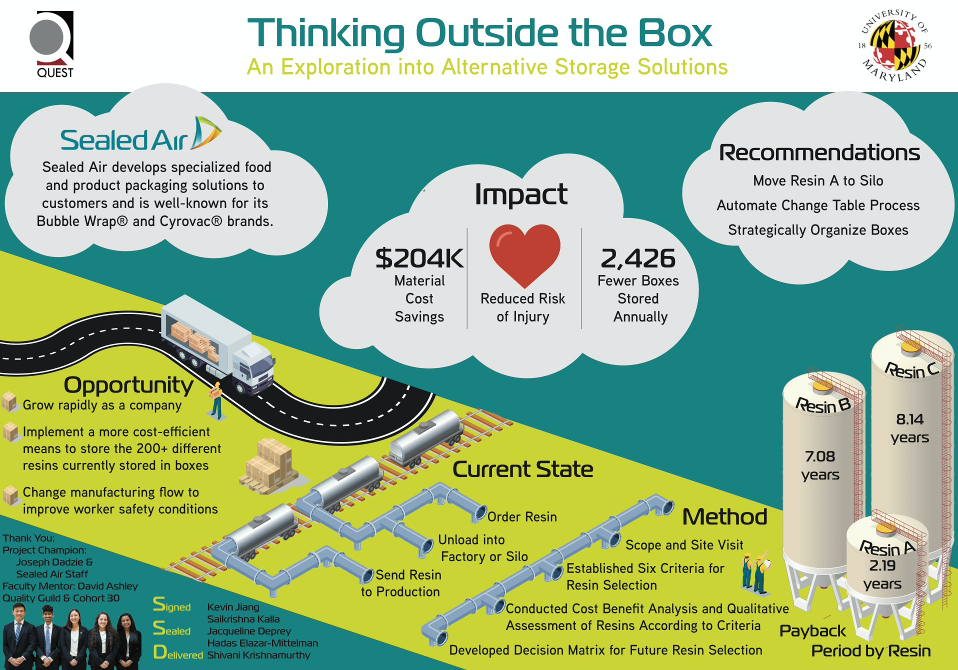 QUEST
Thinking Outside the Box
An Exploration into Alternative Storage Solutions
UNIVERSITY OF
18 56
MARYLAND
Sealed Air
Sealed Air develops specialized food
and product packaging solutions to
customers and is well-known for its
Bubble Wrap® and Cyrovac® brands.
Impact
$204K
Material
Cost
Savings
Reduced Risk
of Injury
2,426
Fewer Boxes
Stored
Annually
Recommendations
Move Resin A to Silo
Automate Change Table Process
Strategically Organize Boxes
Opportunity
Grow rapidly as a company
Implement a more cost-efficient
means to store the 200+ different
resins currently stored in boxes
Change manufacturing flow to
improve worker safety conditions
Current State
Order Resin
Unload into
Factory or Silo
Send Resin
to Production
Method
Scope and Site Visit
Established Six Criteria for
Resin Selection
Conducted Cost Benefit Analysis and Qualitative
Assessment of Resins According to Criteria
Developed Decision Matrix for Future Resin Selection
Resin B
7.08
years
Resin C
8.14
years
Resin A
2.19
years
Payback
Period by Resin
Thank You:
Project Champion:
Joseph Dadzie &
Sealed Air Staff
Faculty Mentor: David Ashley
Quality Guild & Cohort 30
Signed
Sealed
Delivered
Kevin Jiang
Saikrishna Kalla
Jacqueline Deprey
Hadas Elazar-Mittelman
Shivani Krishnamurthy